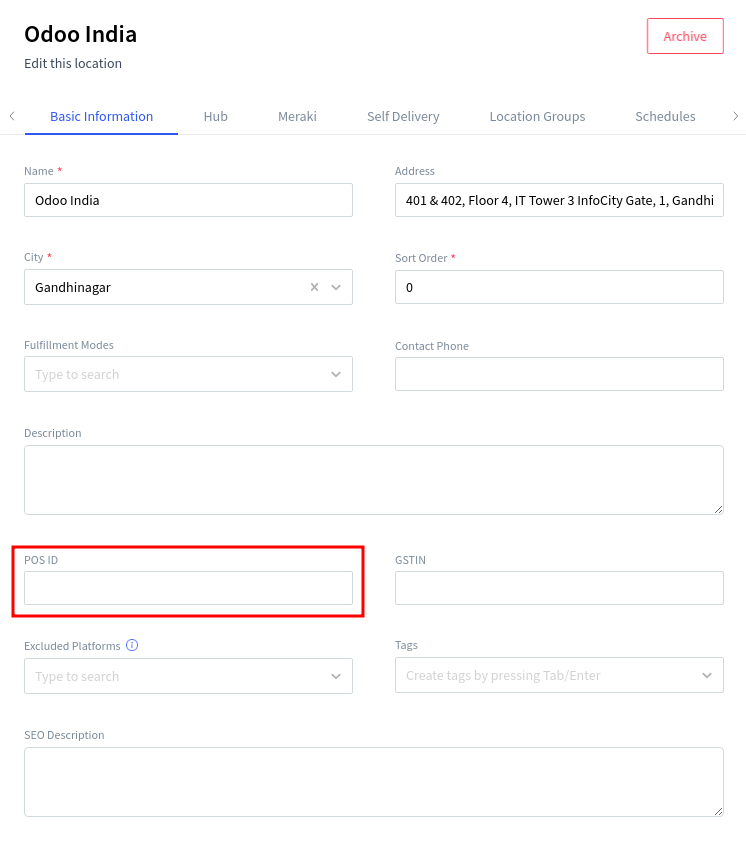 Odoo India
Archive
Edit this location
Basic Information Hub Meraki Self Delivery Location Groups Schedules
Name * Address
Odoo India 401 & 402, Floor 4, IT Tower 3 InfoCity Gate, 1, Gandhi
City * Sort Order *
Gandhinagar 0
Fulfillment Modes Contact Phone
Type to search
Description
POS ID GSTIN
Excluded Platforms Tags
Type to search Create tags by pressing Tab/Enter
SEO Description